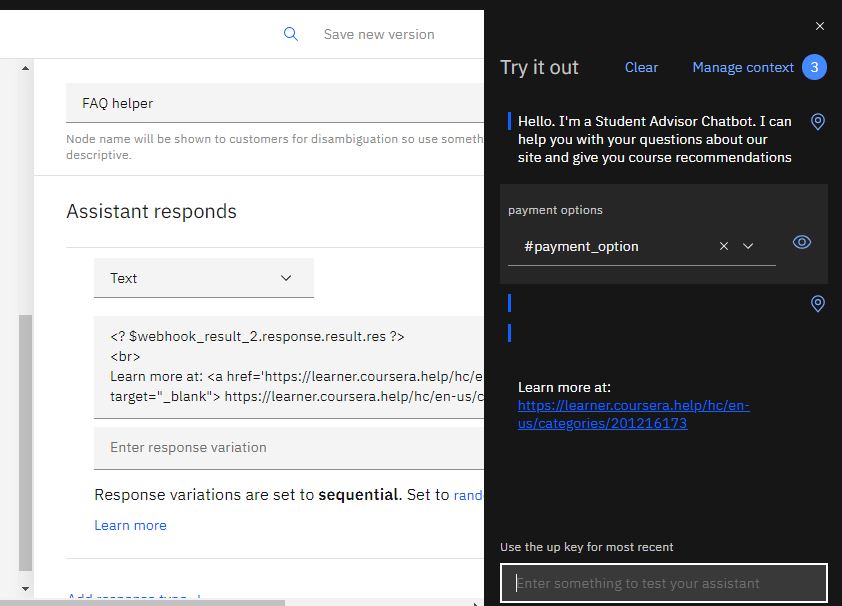 Save new version
FAQ helper
Node name will be shown to customers for disambiguation so use someth
descriptive.
Assistant responds
Text
<? $webhook_result_2.response.result.res ?>
<br>
Learn more at: <a href='https://learner.coursera.help/hc/e
target="_blank"> https://learner.coursera.help/hc/en-us/c
Enter response variation
Response variations are set to sequential. Set to rand
Learn more
Try it out
Clear
Manage context 3
Hello. I'm a Student Advisor Chatbot. I can
help you with your questions about our
site and give you course recommendations
payment options
#payment_option
Learn more at:
https://learner.coursera.help/hc/en-
us/categories/201216173
Use the up key for most recent
Enter something to test your assistant